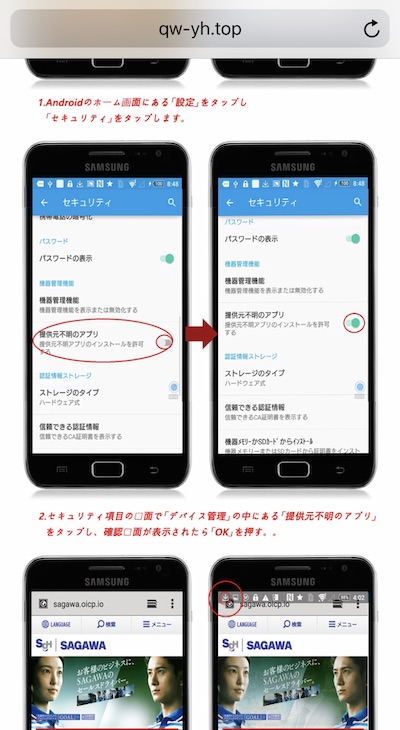 qw-yh.top
1.Androidのホーム画面にある「設定」をタップし
「セキュリティ」をタップします。
SAMSUNG
100 8:48
セキュリティ
携帯電話の暗号化
パスワード
パスワードの表示
機器管理機能
機器管理機能
機器管理機能を表示または無効化する
提供元不明のアプリ
提供元不明アプリのインストールを許可
する
認証情報ストレージ
ストレージのタイプ
ハードウェア式
信頼できる認証情報
信頼できるCA証明書を表示する
SAMSUNG
100 8:48
セキュリティ
パスワード
パスワードの表示
機器管理機能
機器管理機能
機器管理機能を表示または無効化する
提供元不明のアプリ
提供元不明アプリのインストールを許可
する
認証情報ストレージ
ストレージのタイプ
ハードウェア式
信頼できる認証情報
信頼できるCA証明書を表示する
機器メモリーかSDカードからインストル
機器メモリーまたはSDカードから証明書をインスト
2.セキュリティ項目の□面で「デバイス管理」の中にある「提供元不明のアプリ」
をタップし、確認□面が表示されたら「OK」を押す。。
SAMSUNG
sagawa.oicp.io
LANGUAGE 検索 メニュー
SGH SAGAWA
お客様のビジネスに、
SAGAWAの
セールスドライバー。
GOAL
SAMSUNG
4:02
sagawa.oicp.io
LANGUAGE 検索 メニュー
SGH SAGAWA
お客様のビジネスに、
SAGAWAの
セールスドライバー。
GOAL